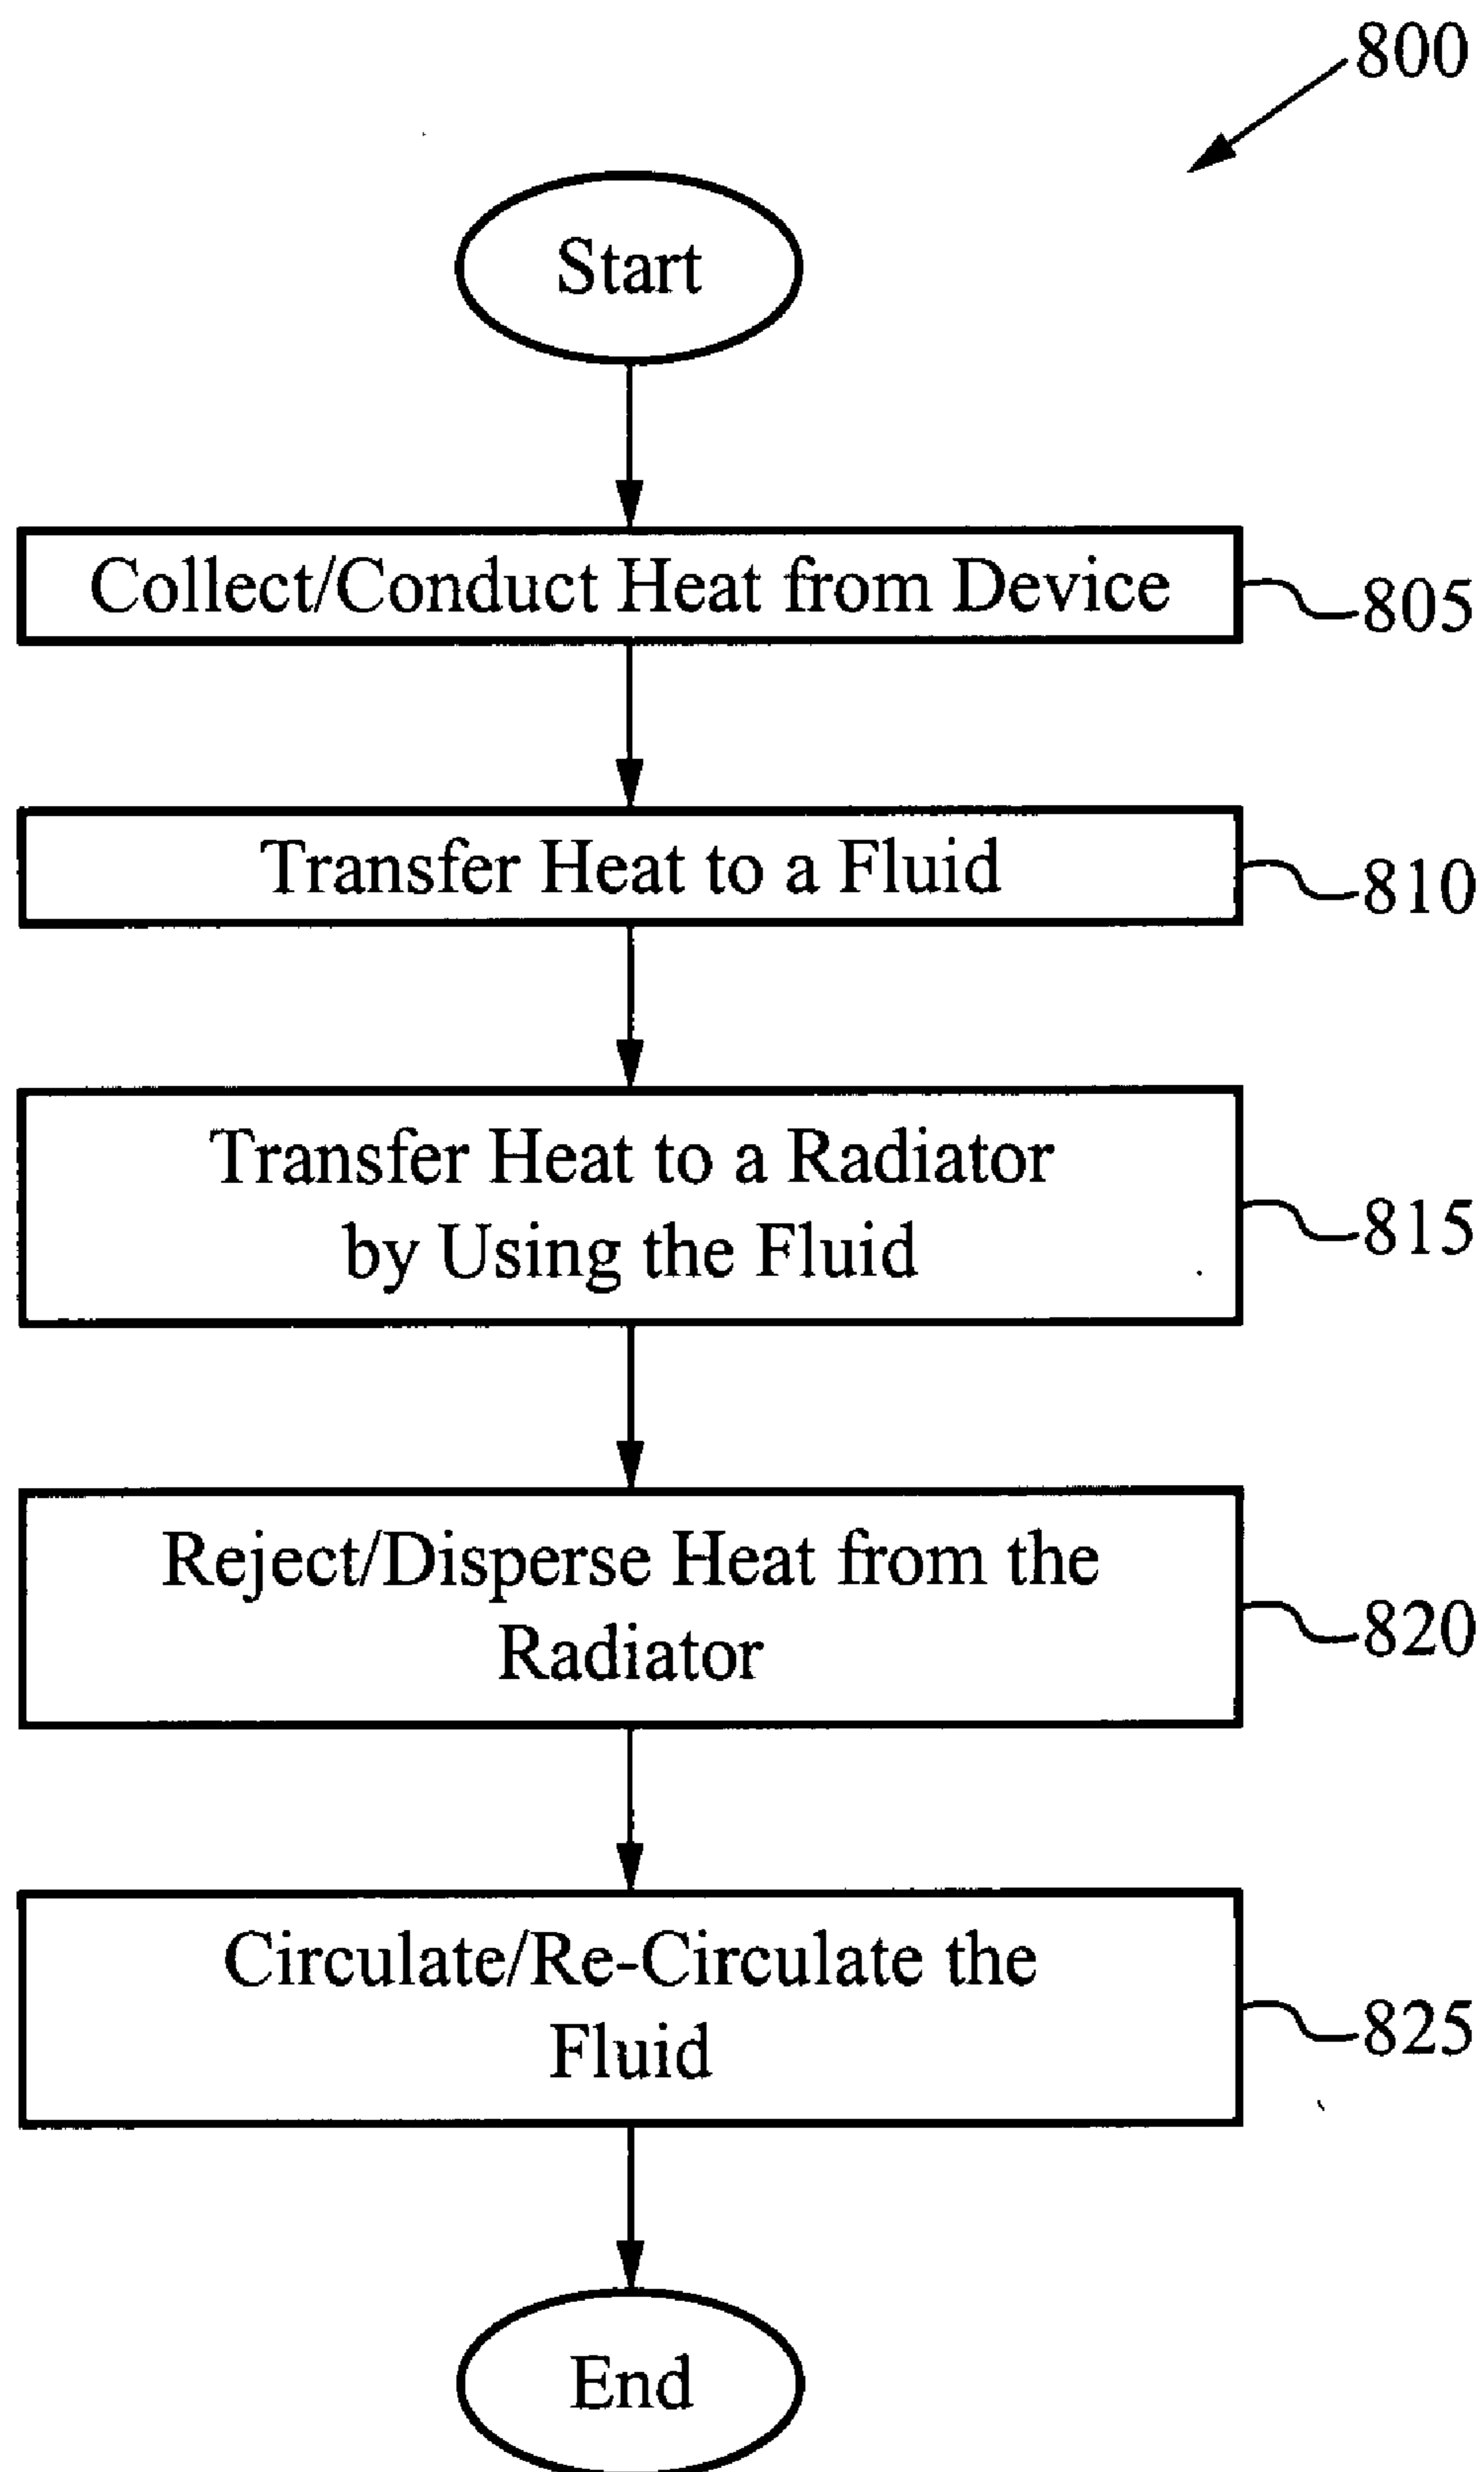 800
Start
Collect/Conduct Heat from Device
805
Transfer Heat to a Fluid
810
Transfer Heat to a Radiator
by Using the Fluid
815
Reject/Disperse Heat from the
Radiator
820
Circulate/Re-Circulate the
Fluid
825
End